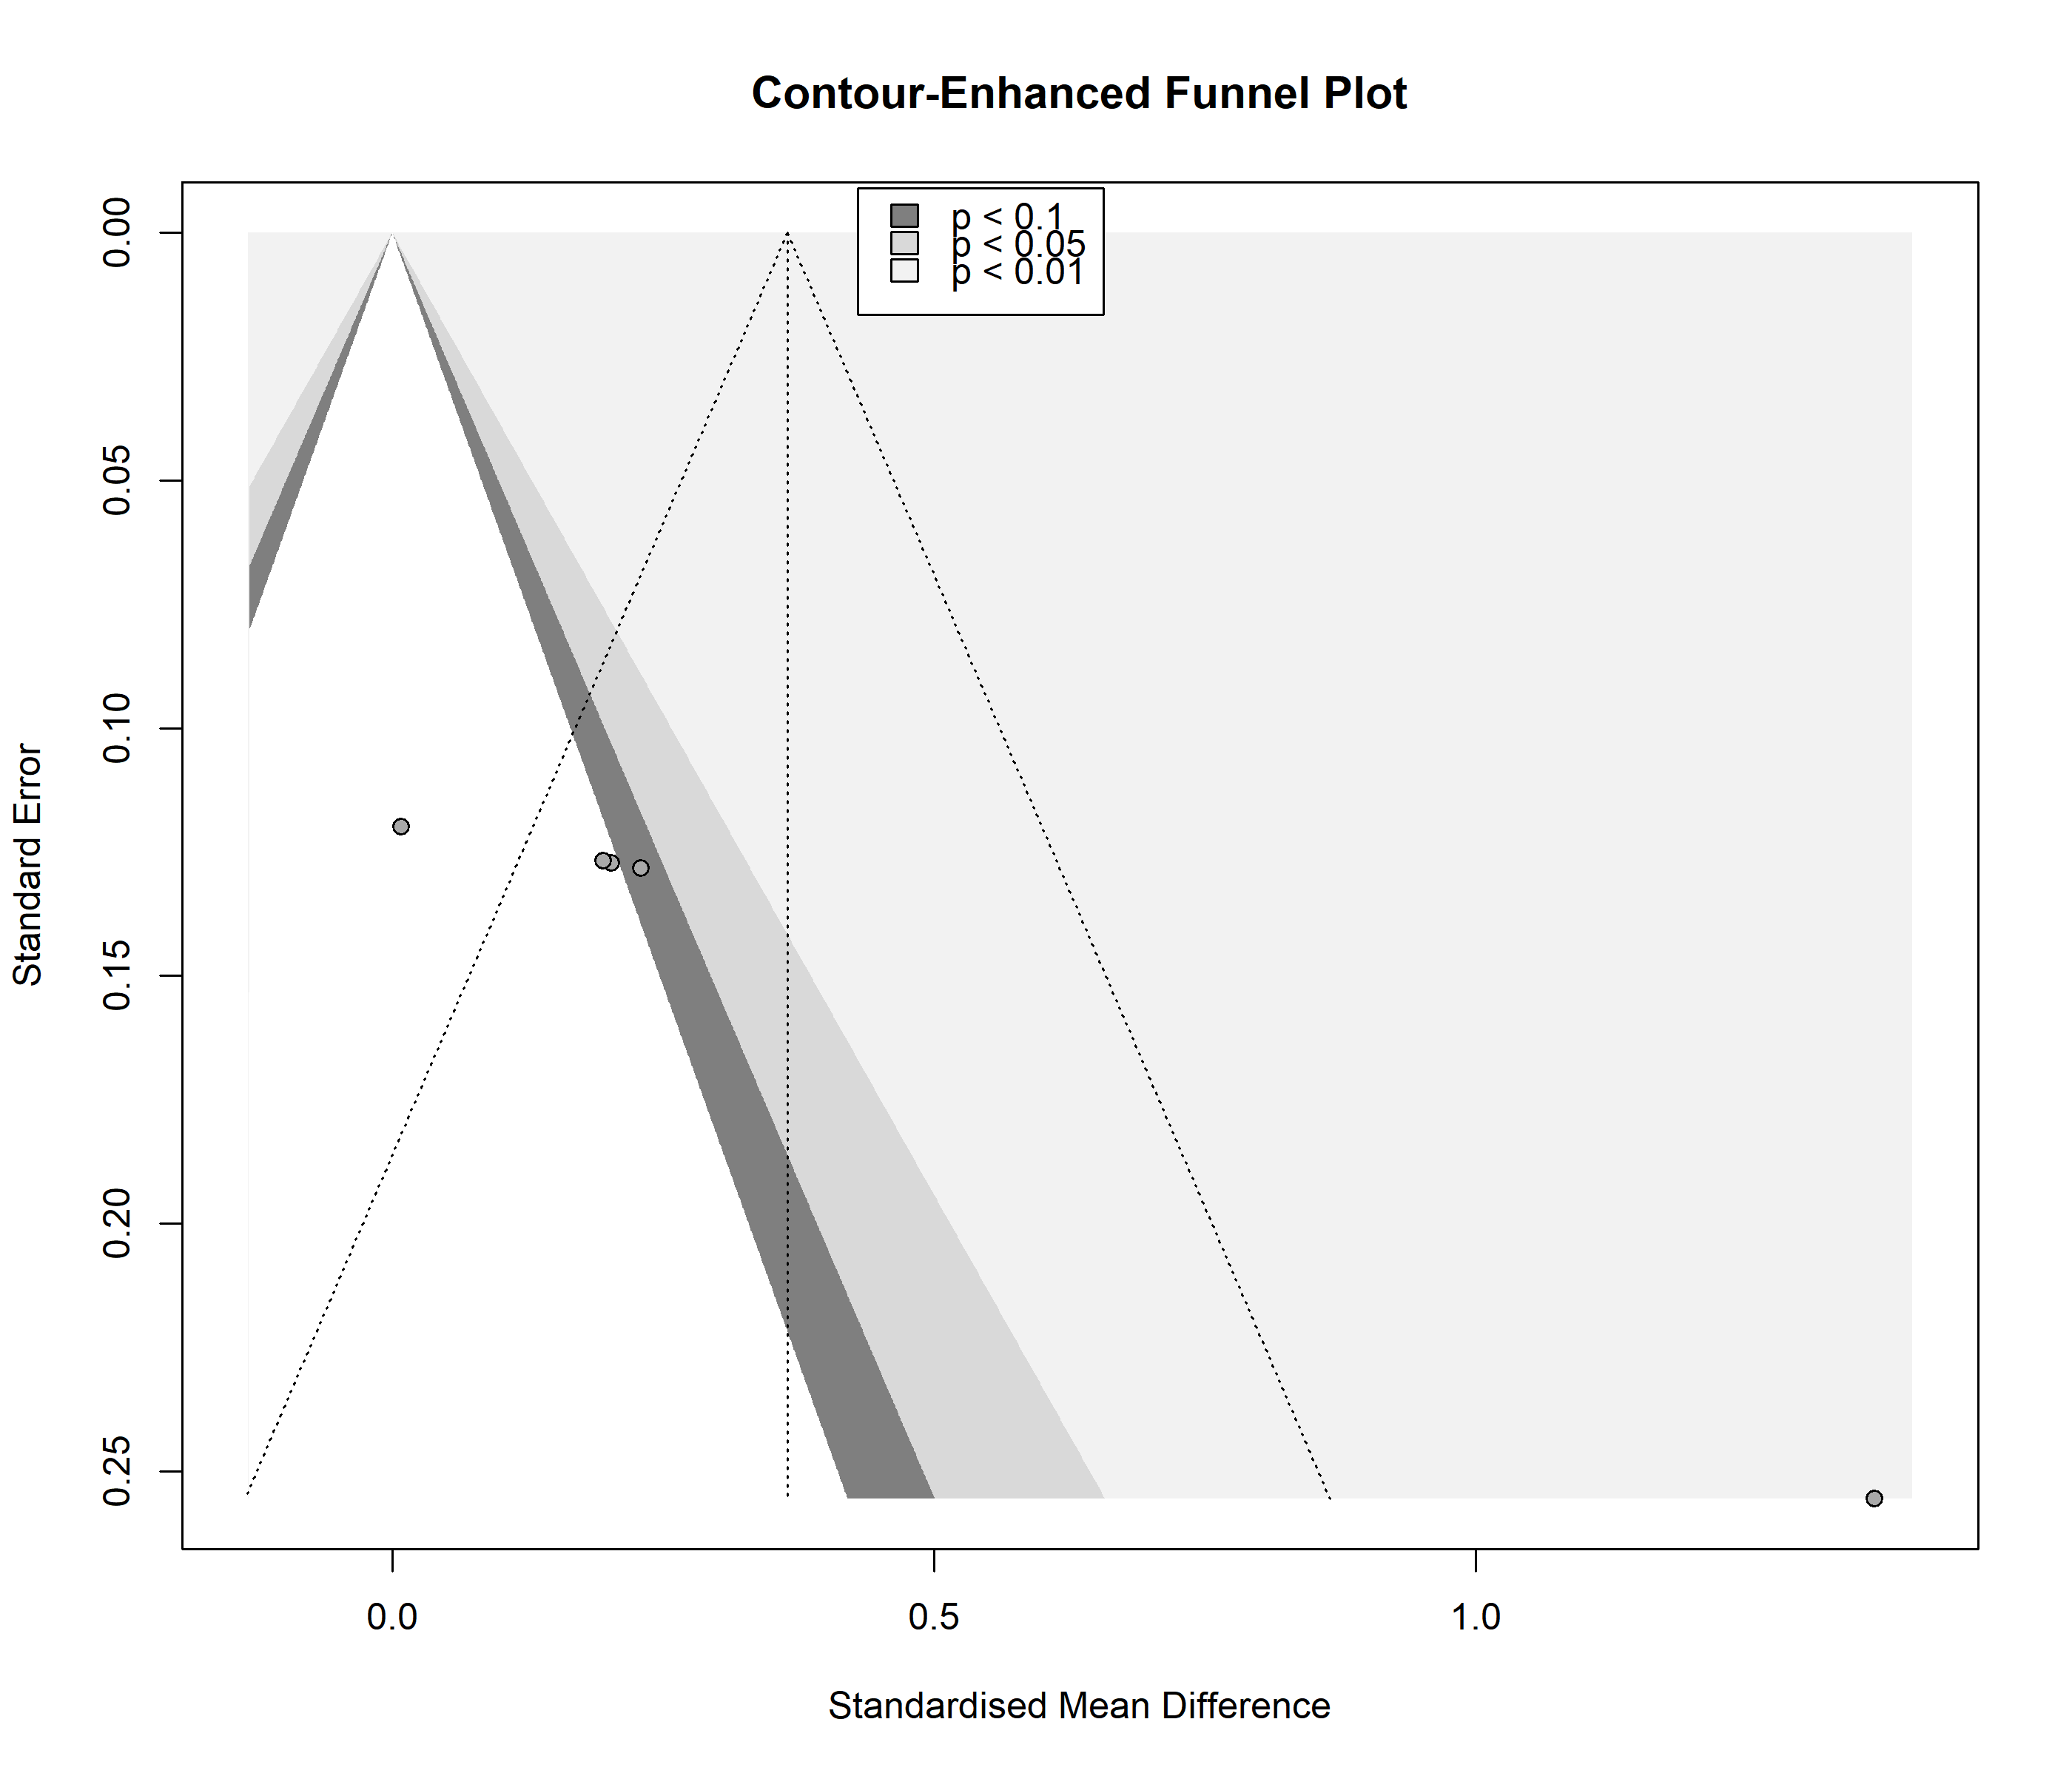 Contour-Enhanced Funnel Plot
p < 0.1
p < 0.05
p < 0.01
0.00
0.05
0.10
0.15
0.20
0.25
Standard Error
0.0
0.5
1.0
Standardised Mean Difference